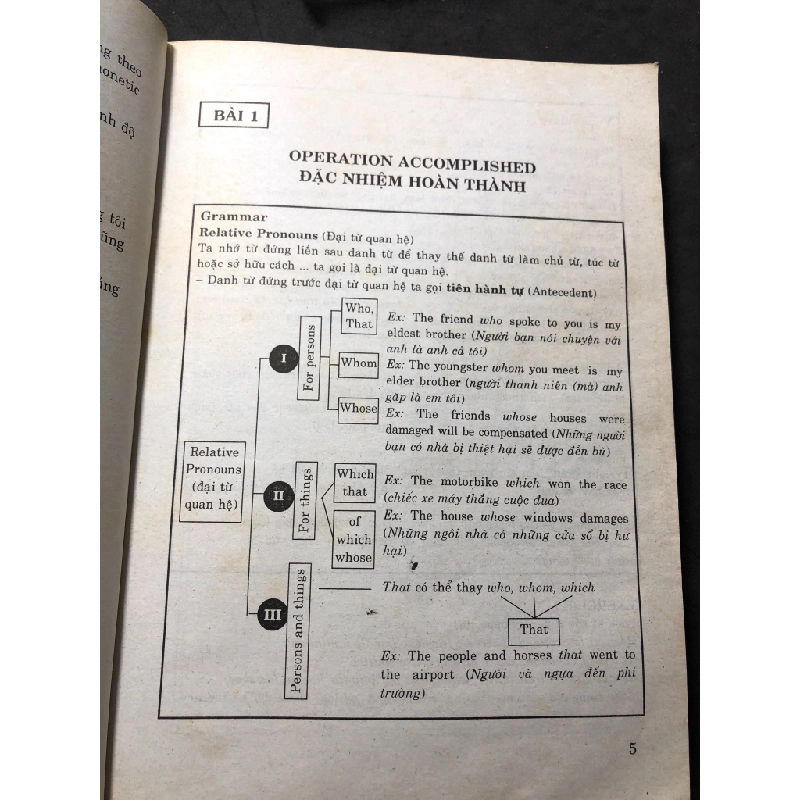 ng theo
onetic
nh độ
g tôi
ũng
ng
BÀI 1
OPERATION ACCOMPLISHED
ĐẶC NHIỆM HOÀN THÀNH
Grammar
Relative Pronouns (Đại từ quan hệ)
Ta nhớ từ đứng liền sau danh từ để thay thế danh từ làm chủ từ, túc từ
hoặc sở hữu cách ... ta gọi là đại từ quan hệ.
– Danh từ đứng trước đại từ quan hệ ta gọi tiên hành tự (Antecedent)
Relative
Pronouns
(đại từ
quan hệ)
I
For persons
Who,
That
Ex: The friend who spoke to you is my
eldest brother (Người bạn nói chuyện với
anh là anh cả tôi)
Whom
Ex: The youngster whom you meet is my
elder brother (người thanh niên (mà) anh
gặp là em tôi)
Whose
Ex: The friends whose houses were
damaged will be compensated (Những người
bạn có nhà bị thiệt hại sẽ được đền bù)
II
For things
Which
that
Ex: The motorbike which won the race
(chiếc xe máy thắng cuộc đua)
of
which
whose
Ex: The house whose windows damages
(Những ngôi nhà có những cửa sổ bị hư
hại)
III
Persons and things
That có thể thay who, whom, which
That
Ex: The people and horses that went to
the airport (Người và ngựa đến phi
trường)
5